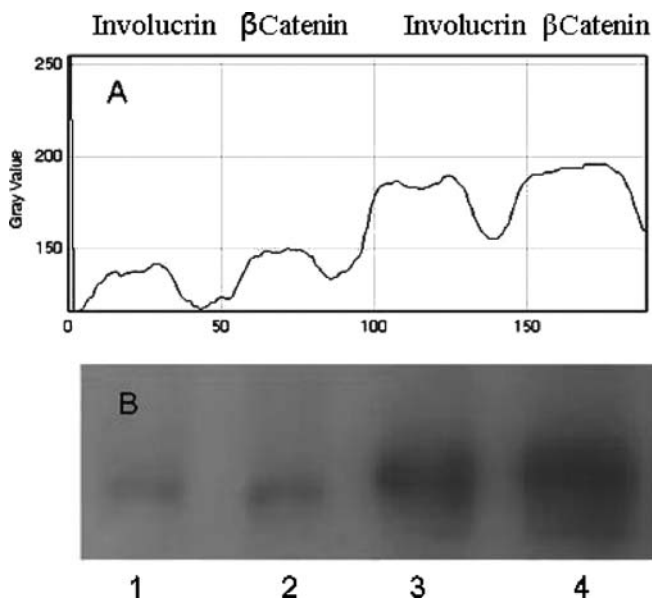 Involucrin βCatenin Involucrin βCatenin
A
Gray Value
250
200
150
0 50 100 150
B
1 2 3 4